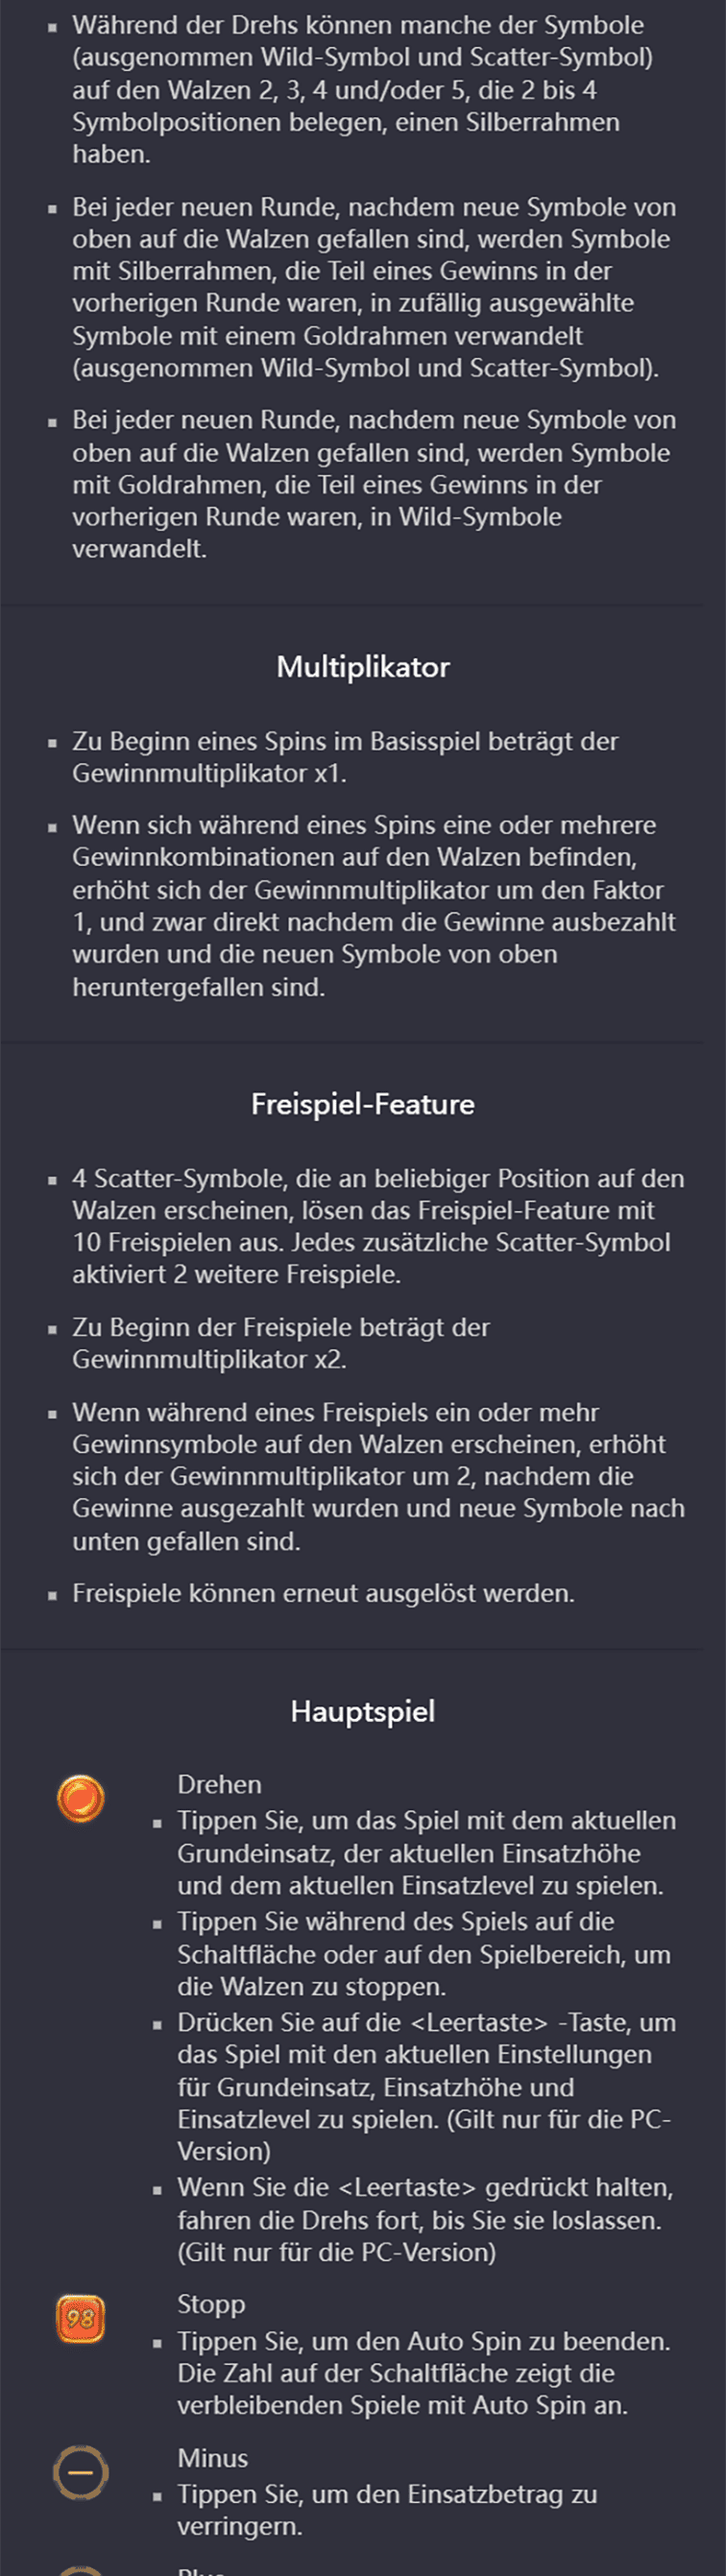 Während der Drehs können manche der Symbole
(ausgenommen Wild-Symbol und Scatter-Symbol)
auf den Walzen 2, 3, 4 und/oder 5, die 2 bis 4
Symbolpositionen belegen, einen Silberrahmen
haben.
Bei jeder neuen Runde, nachdem neue Symbole von
oben auf die Walzen gefallen sind, werden Symbole
mit Silberrahmen, die Teil eines Gewinns in der
vorherigen Runde waren, in zufällig ausgewählte
Symbole mit einem Goldrahmen verwandelt
(ausgenommen Wild-Symbol und Scatter-Symbol).
Bei jeder neuen Runde, nachdem neue Symbole von
oben auf die Walzen gefallen sind, werden Symbole
mit Goldrahmen, die Teil eines Gewinns in der
vorherigen Runde waren, in Wild-Symbole
verwandelt.
Multiplikator
Zu Beginn eines Spins im Basisspiel beträgt der
Gewinnmultiplikator x1.
Wenn sich während eines Spins eine oder mehrere
Gewinnkombinationen auf den Walzen befinden,
erhöht sich der Gewinnmultiplikator um den Faktor
1, und zwar direkt nachdem die Gewinne ausbezahlt
wurden und die neuen Symbole von oben
heruntergefallen sind.
Freispiel-Feature
4 Scatter-Symbole, die an beliebiger Position auf den
Walzen erscheinen, lösen das Freispiel-Feature mit
10 Freispielen aus. Jedes zusätzliche Scatter-Symbol
aktiviert 2 weitere Freispiele.
Zu Beginn der Freispiele beträgt der
Gewinnmultiplikator x2.
Wenn während eines Freispiels ein oder mehr
Gewinnsymbole auf den Walzen erscheinen, erhöht
sich der Gewinnmultiplikator um 2, nachdem die
Gewinne ausgezahlt wurden und neue Symbole nach
unten gefallen sind.
Freispiele können erneut ausgelöst werden.
Hauptspiel
Drehen
Tippen Sie, um das Spiel mit dem aktuellen
Grundeinsatz, der aktuellen Einsatzhöhe
und dem aktuellen Einsatzlevel zu spielen.
Tippen Sie während des Spiels auf die
Schaltfläche oder auf den Spielbereich, um
die Walzen zu stoppen.
Drücken Sie auf die <Leertaste> -Taste, um
das Spiel mit den aktuellen Einstellungen
für Grundeinsatz, Einsatzhöhe und
Einsatzlevel zu spielen. (Gilt nur für die PC-
Version)
Wenn Sie die <Leertaste> gedrückt halten,
fahren die Drehs fort, bis Sie sie loslassen.
(Gilt nur für die PC-Version)
98
Stopp
Tippen Sie, um den Auto Spin zu beenden.
Die Zahl auf der Schaltfläche zeigt die
verbleibenden Spiele mit Auto Spin an.
Minus
Tippen Sie, um den Einsatzbetrag zu
verringern.